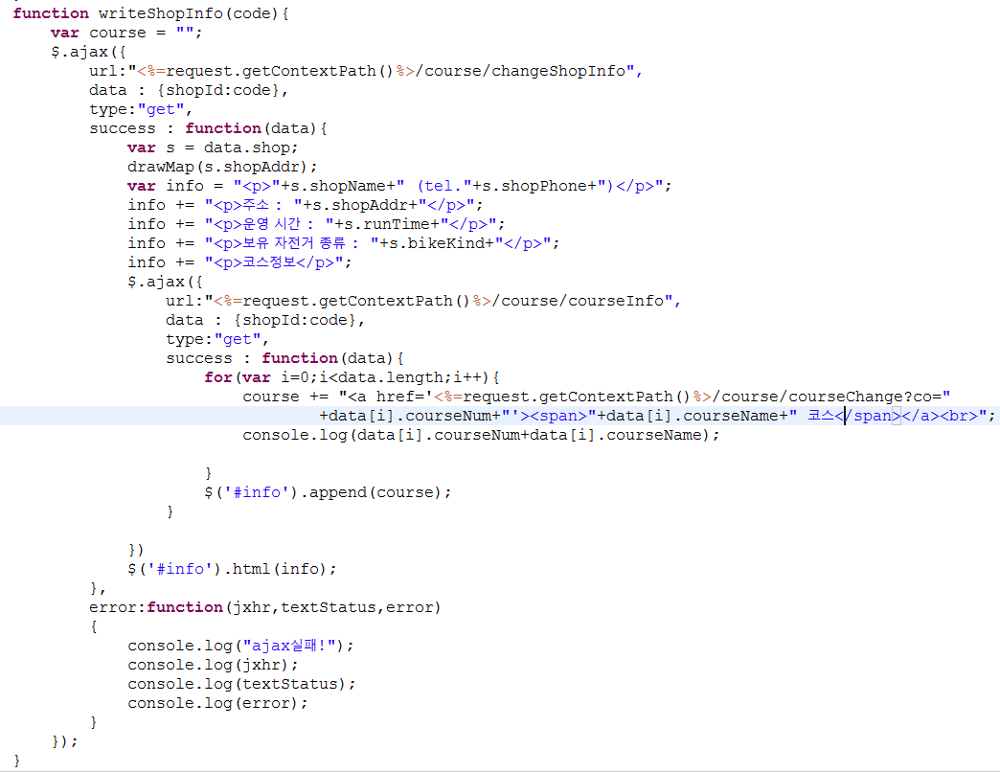 function writeShopInfo(code){
    var course = "";
    $.ajax({
        url:"<%=request.getContextPath()%>/course/changeShopInfo",
        data : {shopId:code},
        type:"get",
        success : function(data){
            var s = data.shop;
            drawMap(s.shopAddr);
            var info = "<p>"+s.shopName+" (tel."+s.shopPhone+")</p>";
            info += "<p>주소 : "+s.shopAddr+"</p>";
            info += "<p>운영 시간 : "+s.runTime+"</p>";
            info += "<p>보유 자전거 종류 : "+s.bikeKind+"</p>";
            info += "<p>코스정보</p>";
            $.ajax({
                url:"<%=request.getContextPath()%>/course/courseInfo",
                data : {shopId:code},
                type:"get",
                success : function(data){
                    for(var i=0;i<data.length;i++){
                        course += "<a href='<%=request.getContextPath()%>/course/courseChange?co="
                                +data[i].courseNum+"'><span>"+data[i].courseName+" 코스</span></a><br>";
                        console.log(data[i].courseNum+data[i].courseName);

                    }
                    $('#info').append(course);
                }

            })
            $('#info').html(info);
        },
        error:function(jxhr,textStatus,error)
        {
            console.log("ajax실패!");
            console.log(jxhr);
            console.log(textStatus);
            console.log(error);
        }
    });
}